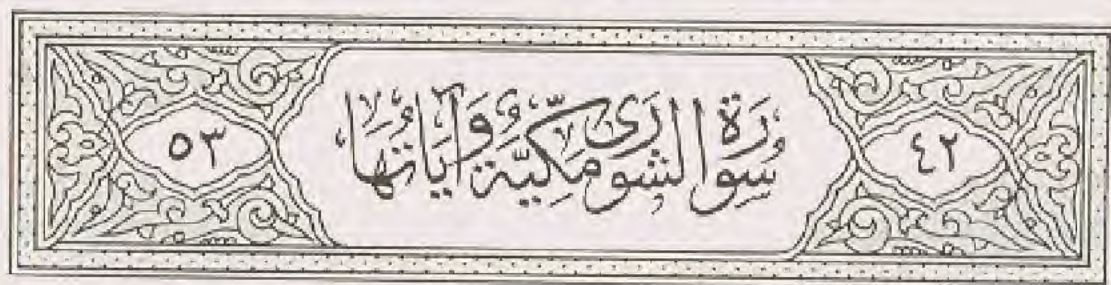 ٤٢
سُورَةُ الشُّورَىٰ مَكِّيَّةٌ وَآيَاتُهَا
٥٣